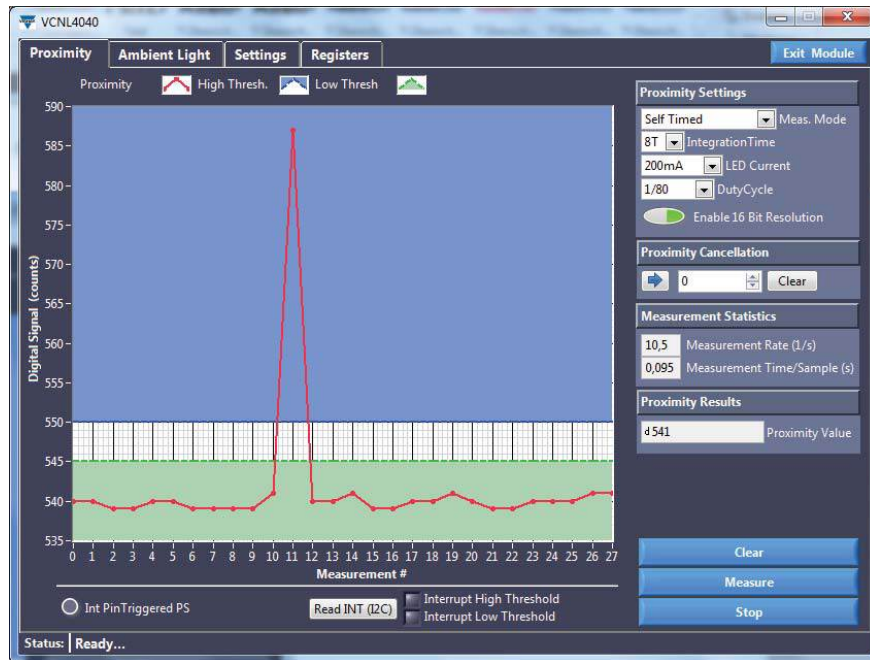 VCNL4040
Proximity Ambient Light Settings Registers Exit Module
Proximity High Thresh. Low Thresh
590
585
580
575
570
565
560
555
550
545
540
535
Digital Signal (counts)
0 1 2 3 4 5 6 7 8 9 10 11 12 13 14 15 16 17 18 19 20 21 22 23 24 25 26 27
Measurement #
Int PinTriggered PS
Read INT (I2C)
Interrupt High Threshold
Interrupt Low Threshold
Proximity Settings
Self Timed Meas. Mode
8T IntegrationTime
200mA LED Current
1/80 DutyCycle
Enable 16 Bit Resolution
Proximity Cancellation
0 Clear
Measurement Statistics
10,5 Measurement Rate (1/s)
0,095 Measurement Time/Sample (s)
Proximity Results
d 541 Proximity Value
Clear
Measure
Stop
Status: Ready...